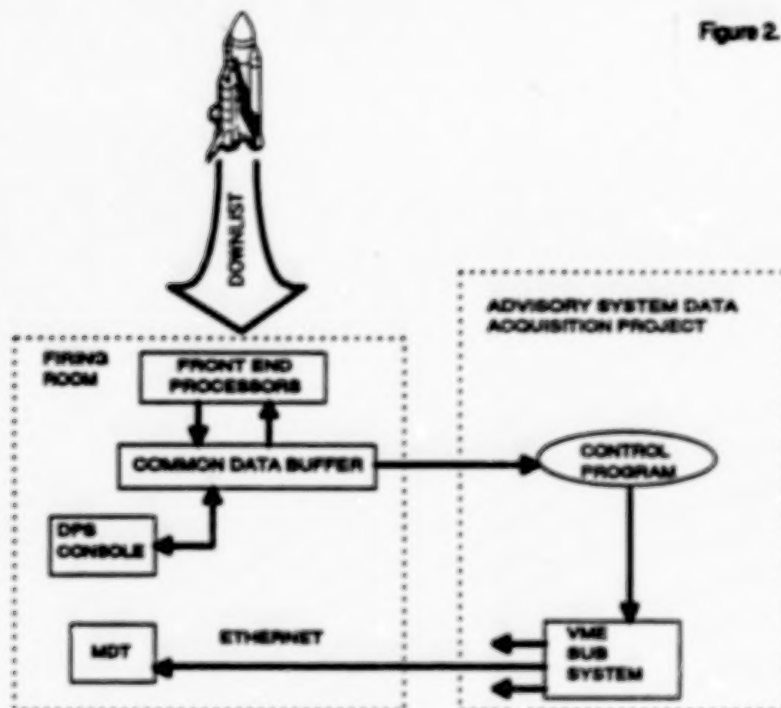 Figure 2.
DOWNLIST
ADVISORY SYSTEM DATA
ACQUISITION PROJECT
FIRING
ROOM
FRONT END
PROCESSORS
COMMON DATA BUFFER
CONTROL
PROGRAM
DPS
CONSOLE
ETHERNET
MDT
VME
SUB
SYSTEM